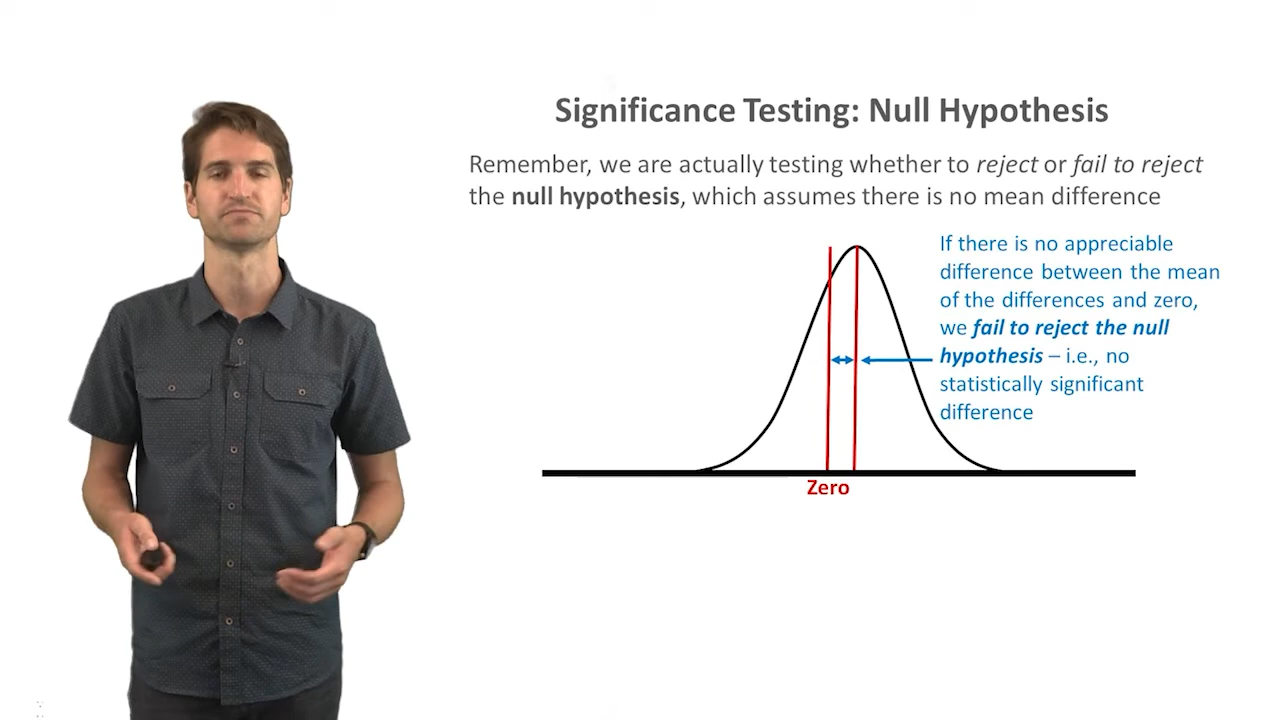 Significance Testing: Null Hypothesis
Remember, we are actually testing whether to reject or fail to reject
the null hypothesis, which assumes there is no mean difference
If there is no appreciable
difference between the mean
of the differences and zero,
we fail to reject the null
hypothesis – i.e., no
statistically significant
difference
Zero